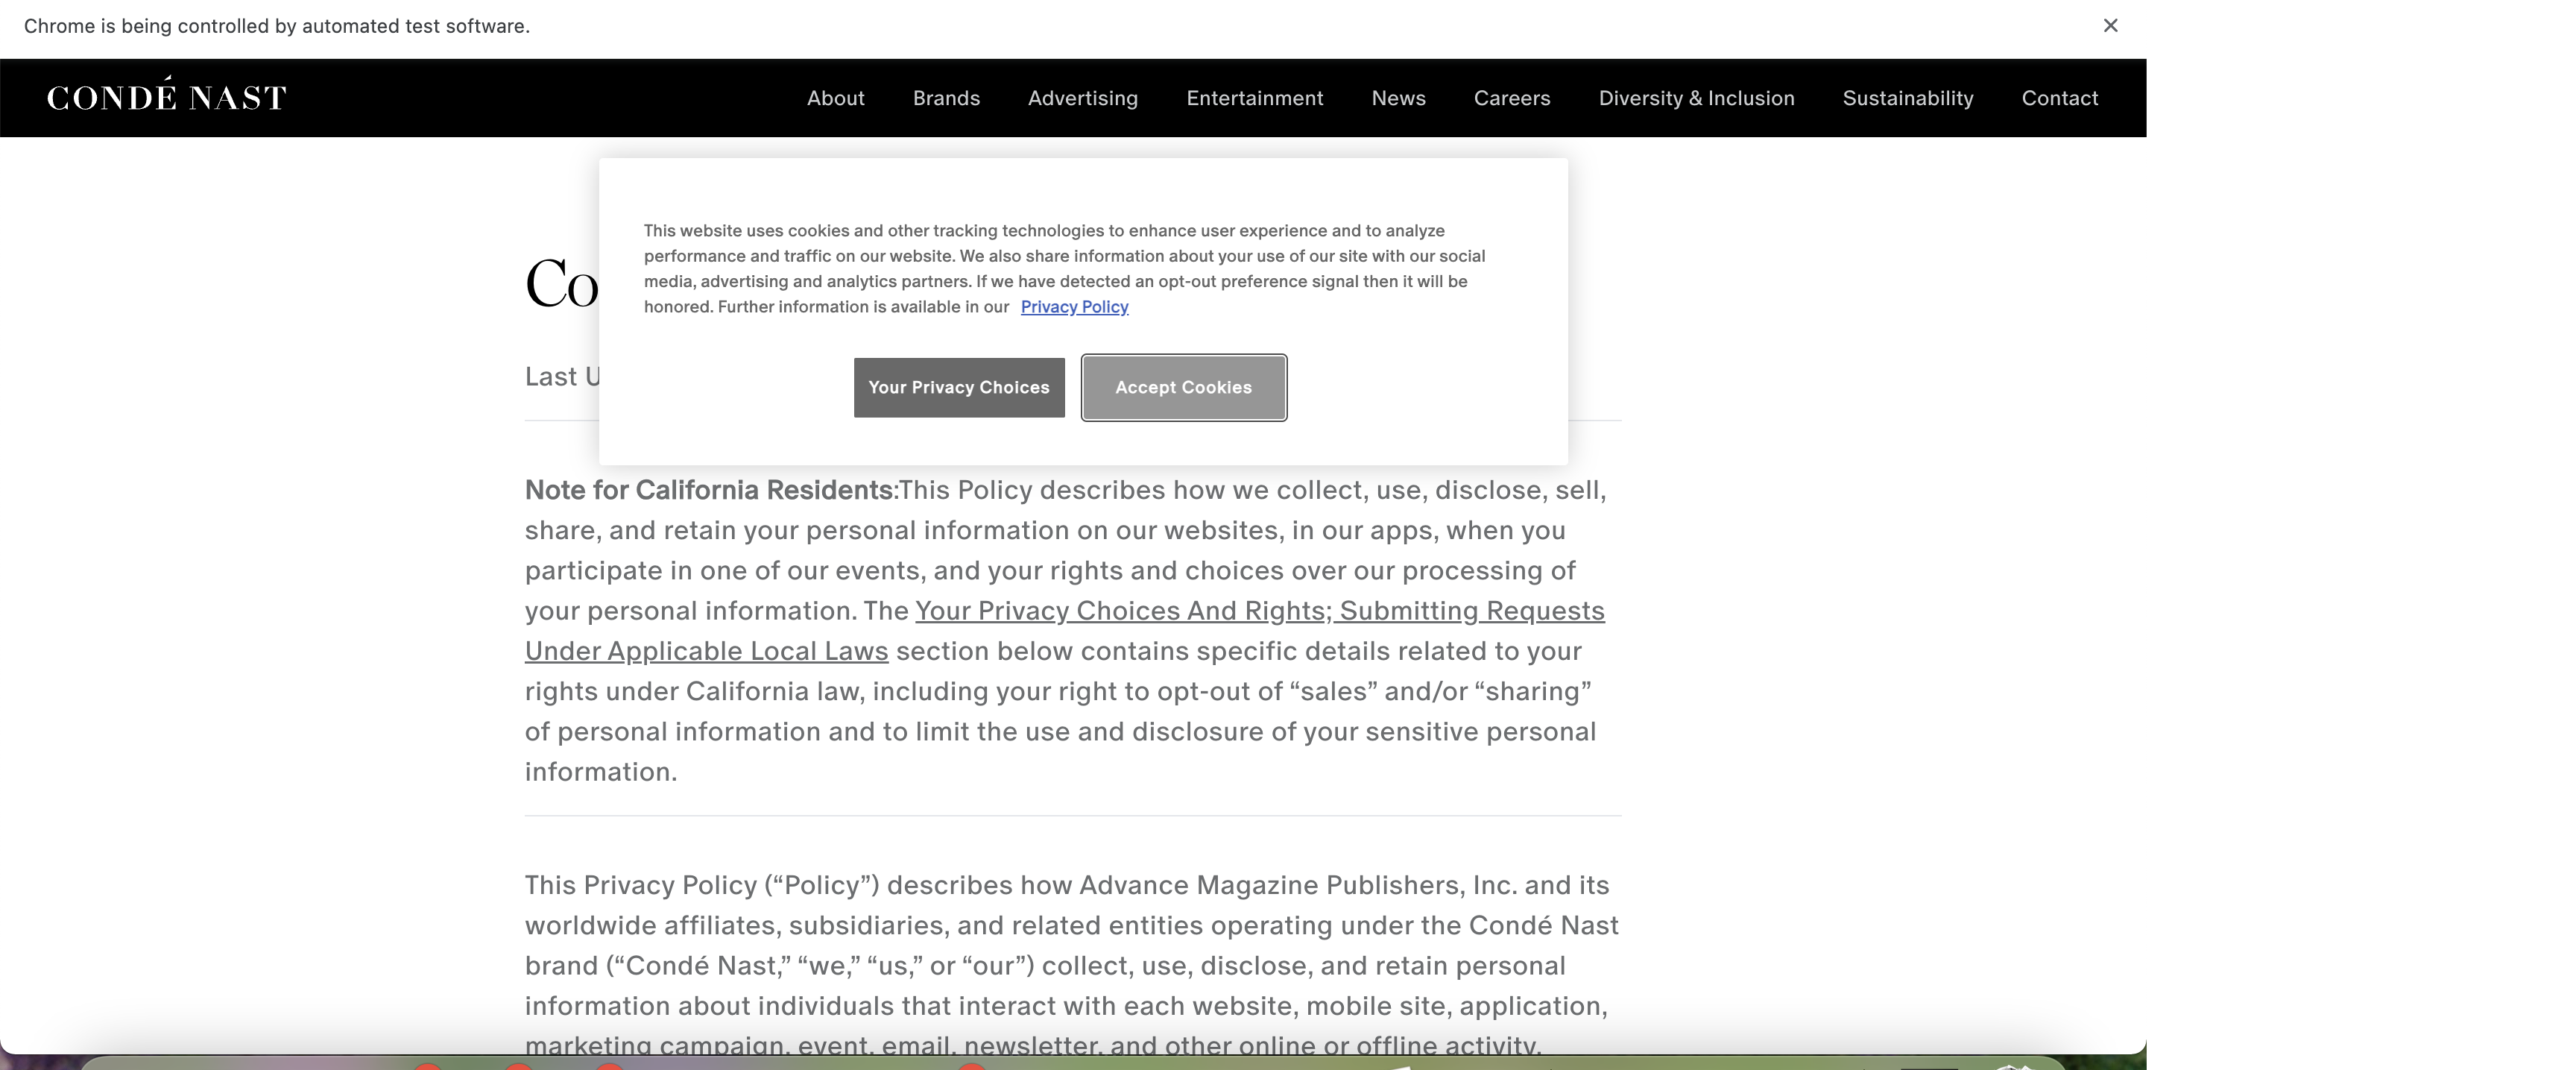 Chrome is being controlled by automated test software.
CONDÉ NAST
About Brands Advertising Entertainment News Careers Diversity & Inclusion Sustainability Contact
This website uses cookies and other tracking technologies to enhance user experience and to analyze
performance and traffic on our website. We also share information about your use of our site with our social
media, advertising and analytics partners. If we have detected an opt-out preference signal then it will be
honored. Further information is available in our Privacy Policy
Your Privacy Choices Accept Cookies
Co
Last U
Note for California Residents:This Policy describes how we collect, use, disclose, sell,
share, and retain your personal information on our websites, in our apps, when you
participate in one of our events, and your rights and choices over our processing of
your personal information. The Your Privacy Choices And Rights; Submitting Requests
Under Applicable Local Laws section below contains specific details related to your
rights under California law, including your right to opt-out of “sales” and/or “sharing”
of personal information and to limit the use and disclosure of your sensitive personal
information.
This Privacy Policy (“Policy”) describes how Advance Magazine Publishers, Inc. and its
worldwide affiliates, subsidiaries, and related entities operating under the Condé Nast
brand (“Condé Nast,” “we,” “us,” or “our”) collect, use, disclose, and retain personal
information about individuals that interact with each website, mobile site, application,
marketing campaign, event, email, newsletter, and other online or offline activity.